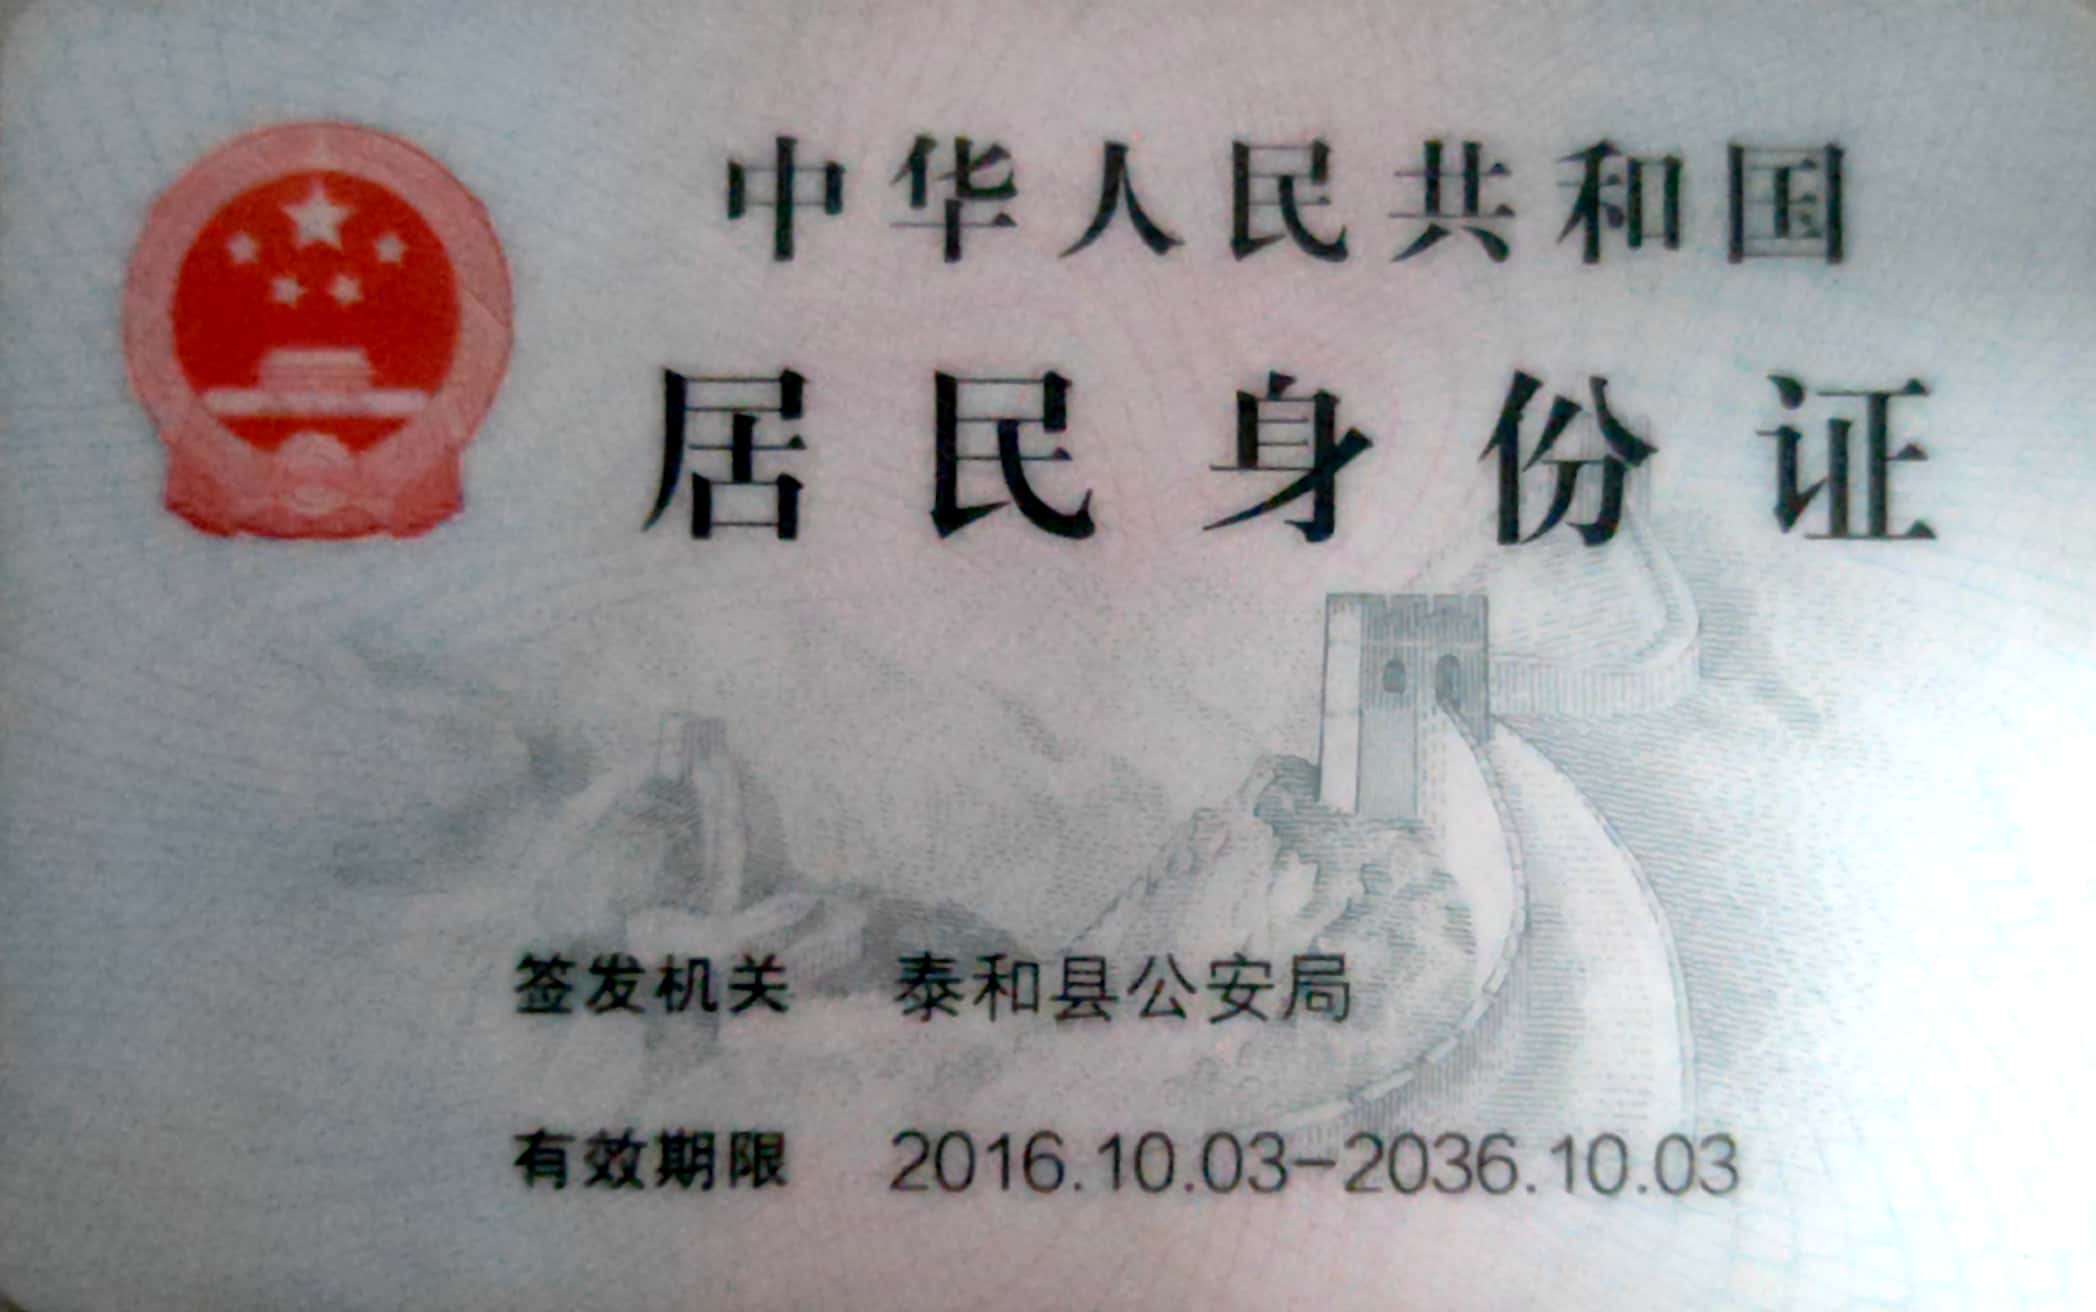 中华人民共和国
居民身份证
签发机关 泰和县公安局
有效期限 2016.10.03-2036.10.03